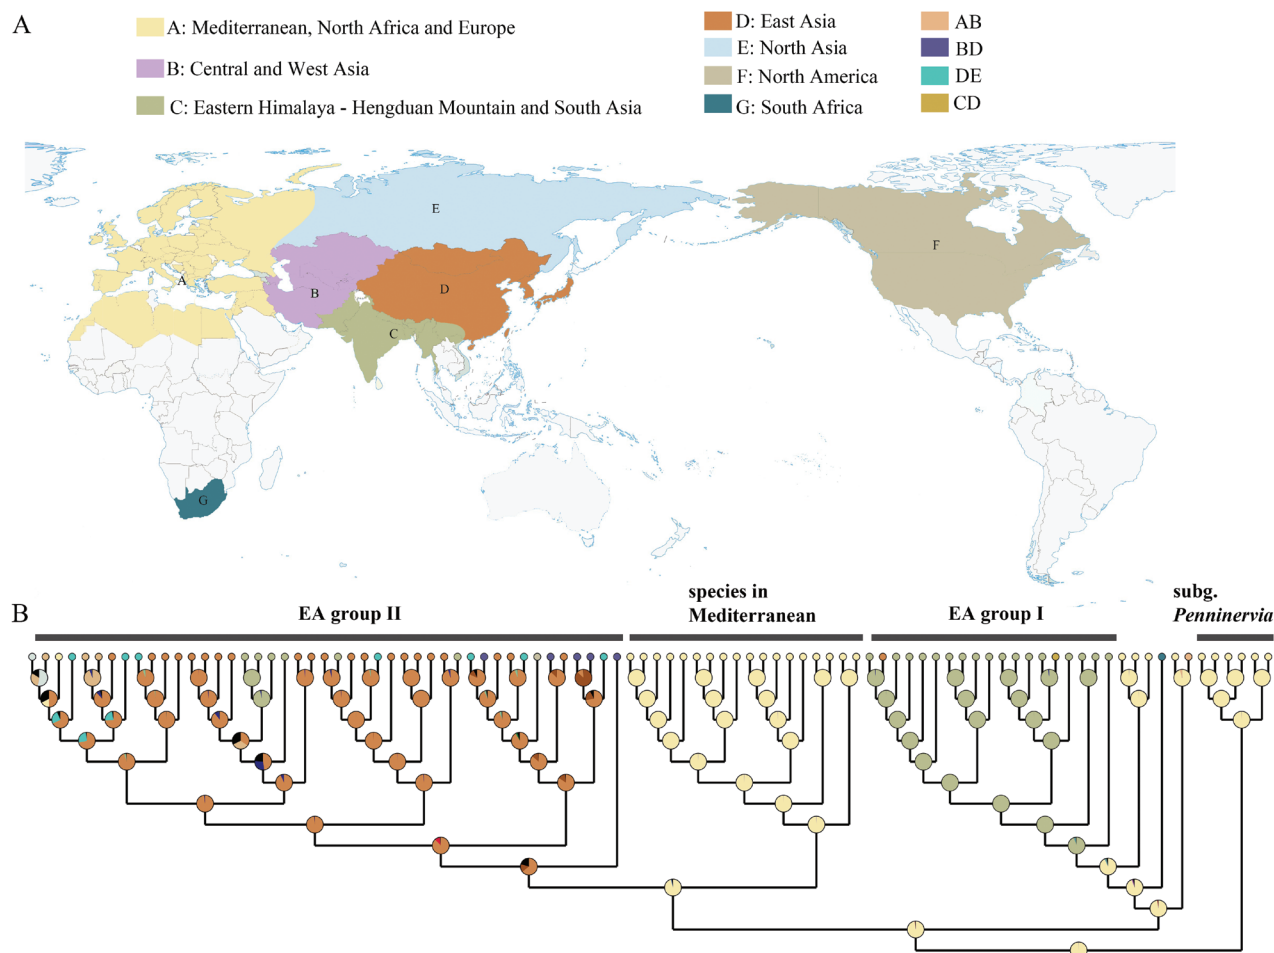 A
A: Mediterranean, North Africa and Europe
B: Central and West Asia
C: Eastern Himalaya - Hengduan Mountain and South Asia
D: East Asia
E: North Asia
F: North America
G: South Africa
AB
BD
DE
CD
E
F
A
B
D
C
G
B
EA group II
species in
Mediterranean
EA group I
subg.
Penninervia